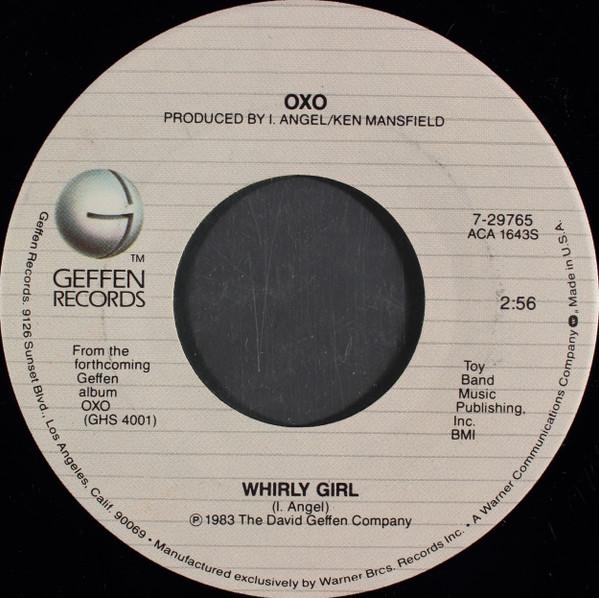 OXO
PRODUCED BY I. ANGEL/KEN MANSFIELD
TM
GEFFEN
RECORDS
7-29765
ACA 1643S
2:56
From the
forthcoming
Geffen
album
OXO
(GHS 4001)
Toy
Band
Music
Publishing,
Inc.
BMI
WHIRLY GIRL
(I. Angel)
℗ 1983 The David Geffen Company
Geffen Records, 9126 Sunset Blvd., Los Angeles, Calif. 90069 • Manufactured exclusively by Warner Bros. Records Inc. • A Warner Communications Company, Made in U.S.A.